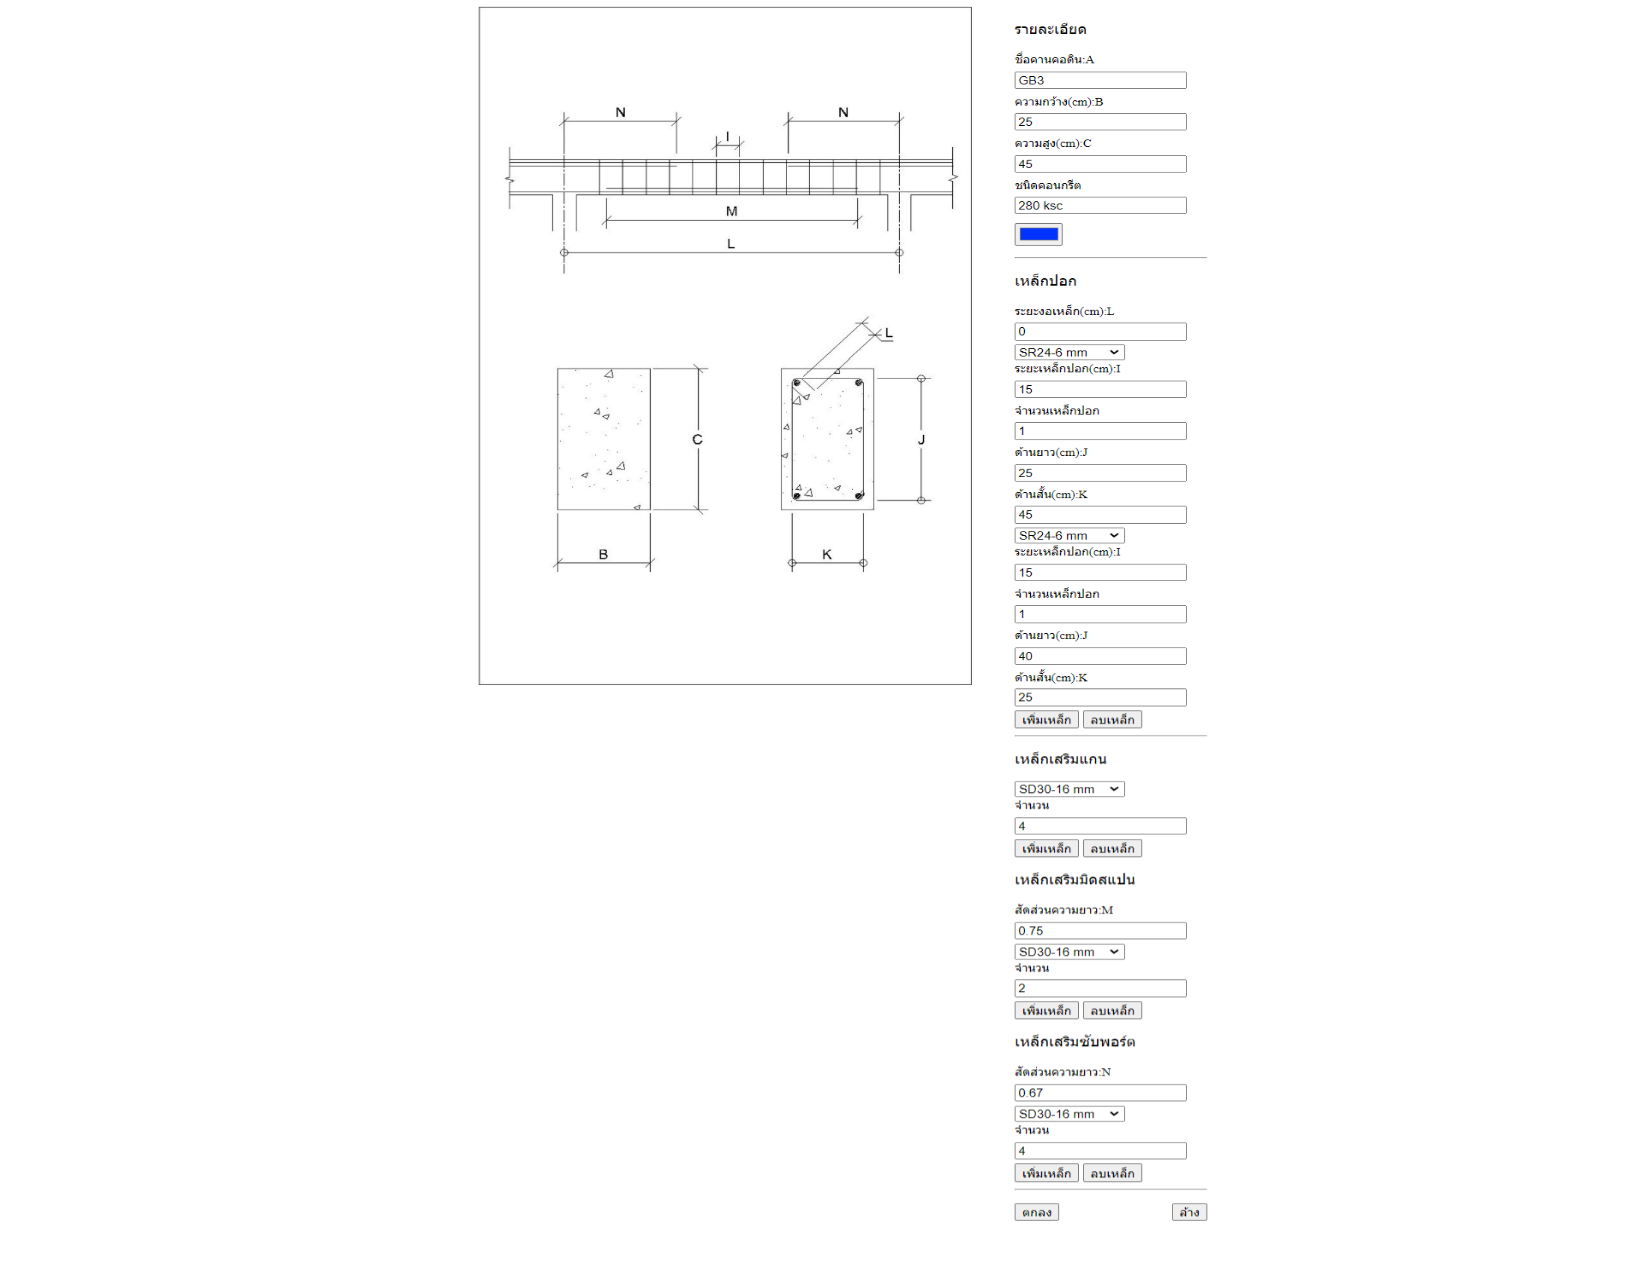 N
N
I
M
L
L
C
J
B
K
รายละเอียด
ชื่อคานคอดิน:A
GB3
ความกว้าง(cm):B
25
ความสูง(cm):C
45
ชนิดคอนกรีต
280 ksc
เหล็กปอก
ระยะงอเหล็ก(cm):L
0
SR24-6 mm
ระยะเหล็กปอก(cm):I
15
จำนวนเหล็กปอก
1
ด้านยาว(cm):J
25
ด้านสั้น(cm):K
45
SR24-6 mm
ระยะเหล็กปอก(cm):I
15
จำนวนเหล็กปอก
1
ด้านยาว(cm):J
40
ด้านสั้น(cm):K
25
เพิ่มเหล็ก ลบเหล็ก
เหล็กเสริมแกน
SD30-16 mm
จำนวน
4
เพิ่มเหล็ก ลบเหล็ก
เหล็กเสริมมิดสแปน
สัดส่วนความยาว:M
0.75
SD30-16 mm
จำนวน
2
เพิ่มเหล็ก ลบเหล็ก
เหล็กเสริมซับพอร์ต
สัดส่วนความยาว:N
0.67
SD30-16 mm
จำนวน
4
เพิ่มเหล็ก ลบเหล็ก
ตกลง ล้าง